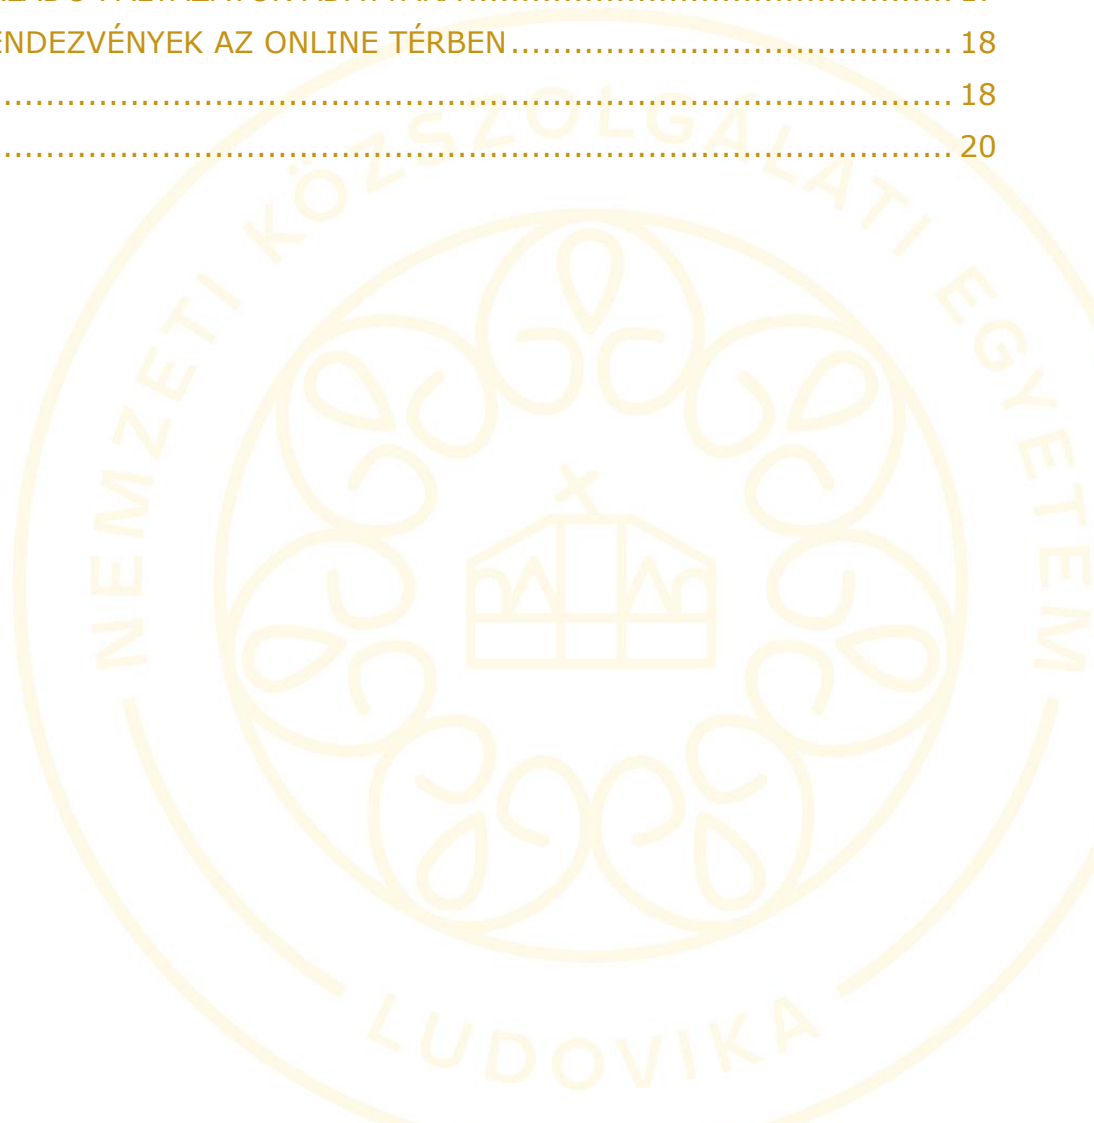 ENDEZVÉNYEK AZ ONLINE TÉRBEN.......................................... 18
.......................................................................................... 18
.......................................................................................... 20
NEMZETI KÖZSZOLGÁLATI EGYETEM
LUDOVIKA